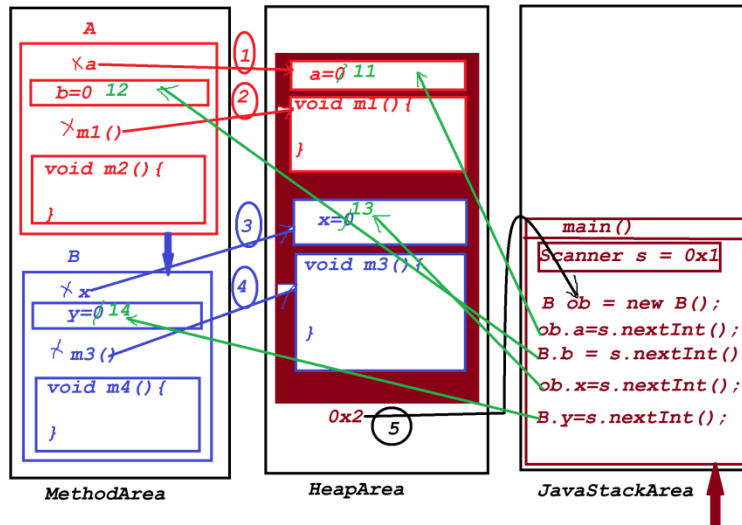 A
x a
b=0 12
x m1()
void m2(){
}
B
x x
y=0 14
x m3()
void m4(){
}
MethodArea
1
2
3
4
a=0 11
void m1(){
}
x=0 13
void m3(){
}
0x2
5
HeapArea
main()
Scanner s = 0x1
B ob = new B();
ob.a=s.nextInt();
B.b = s.nextInt()
ob.x=s.nextInt();
B.y=s.nextInt();
JavaStackArea